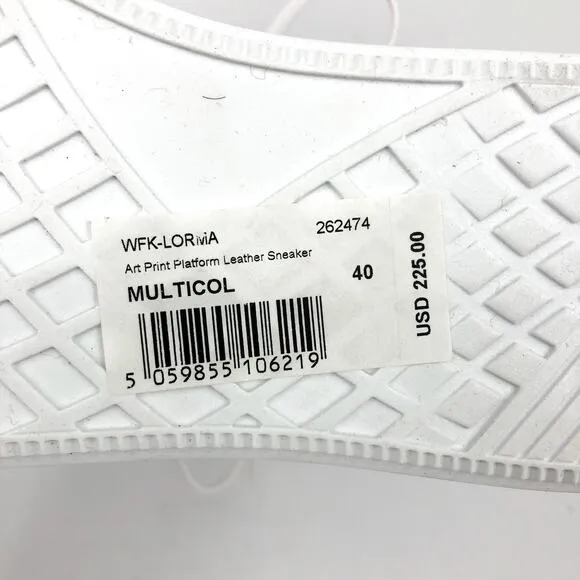 WFK-LORMA 262474
Art Print Platform Leather Sneaker
MULTICOL 40
5 059855 106219
USD 225.00